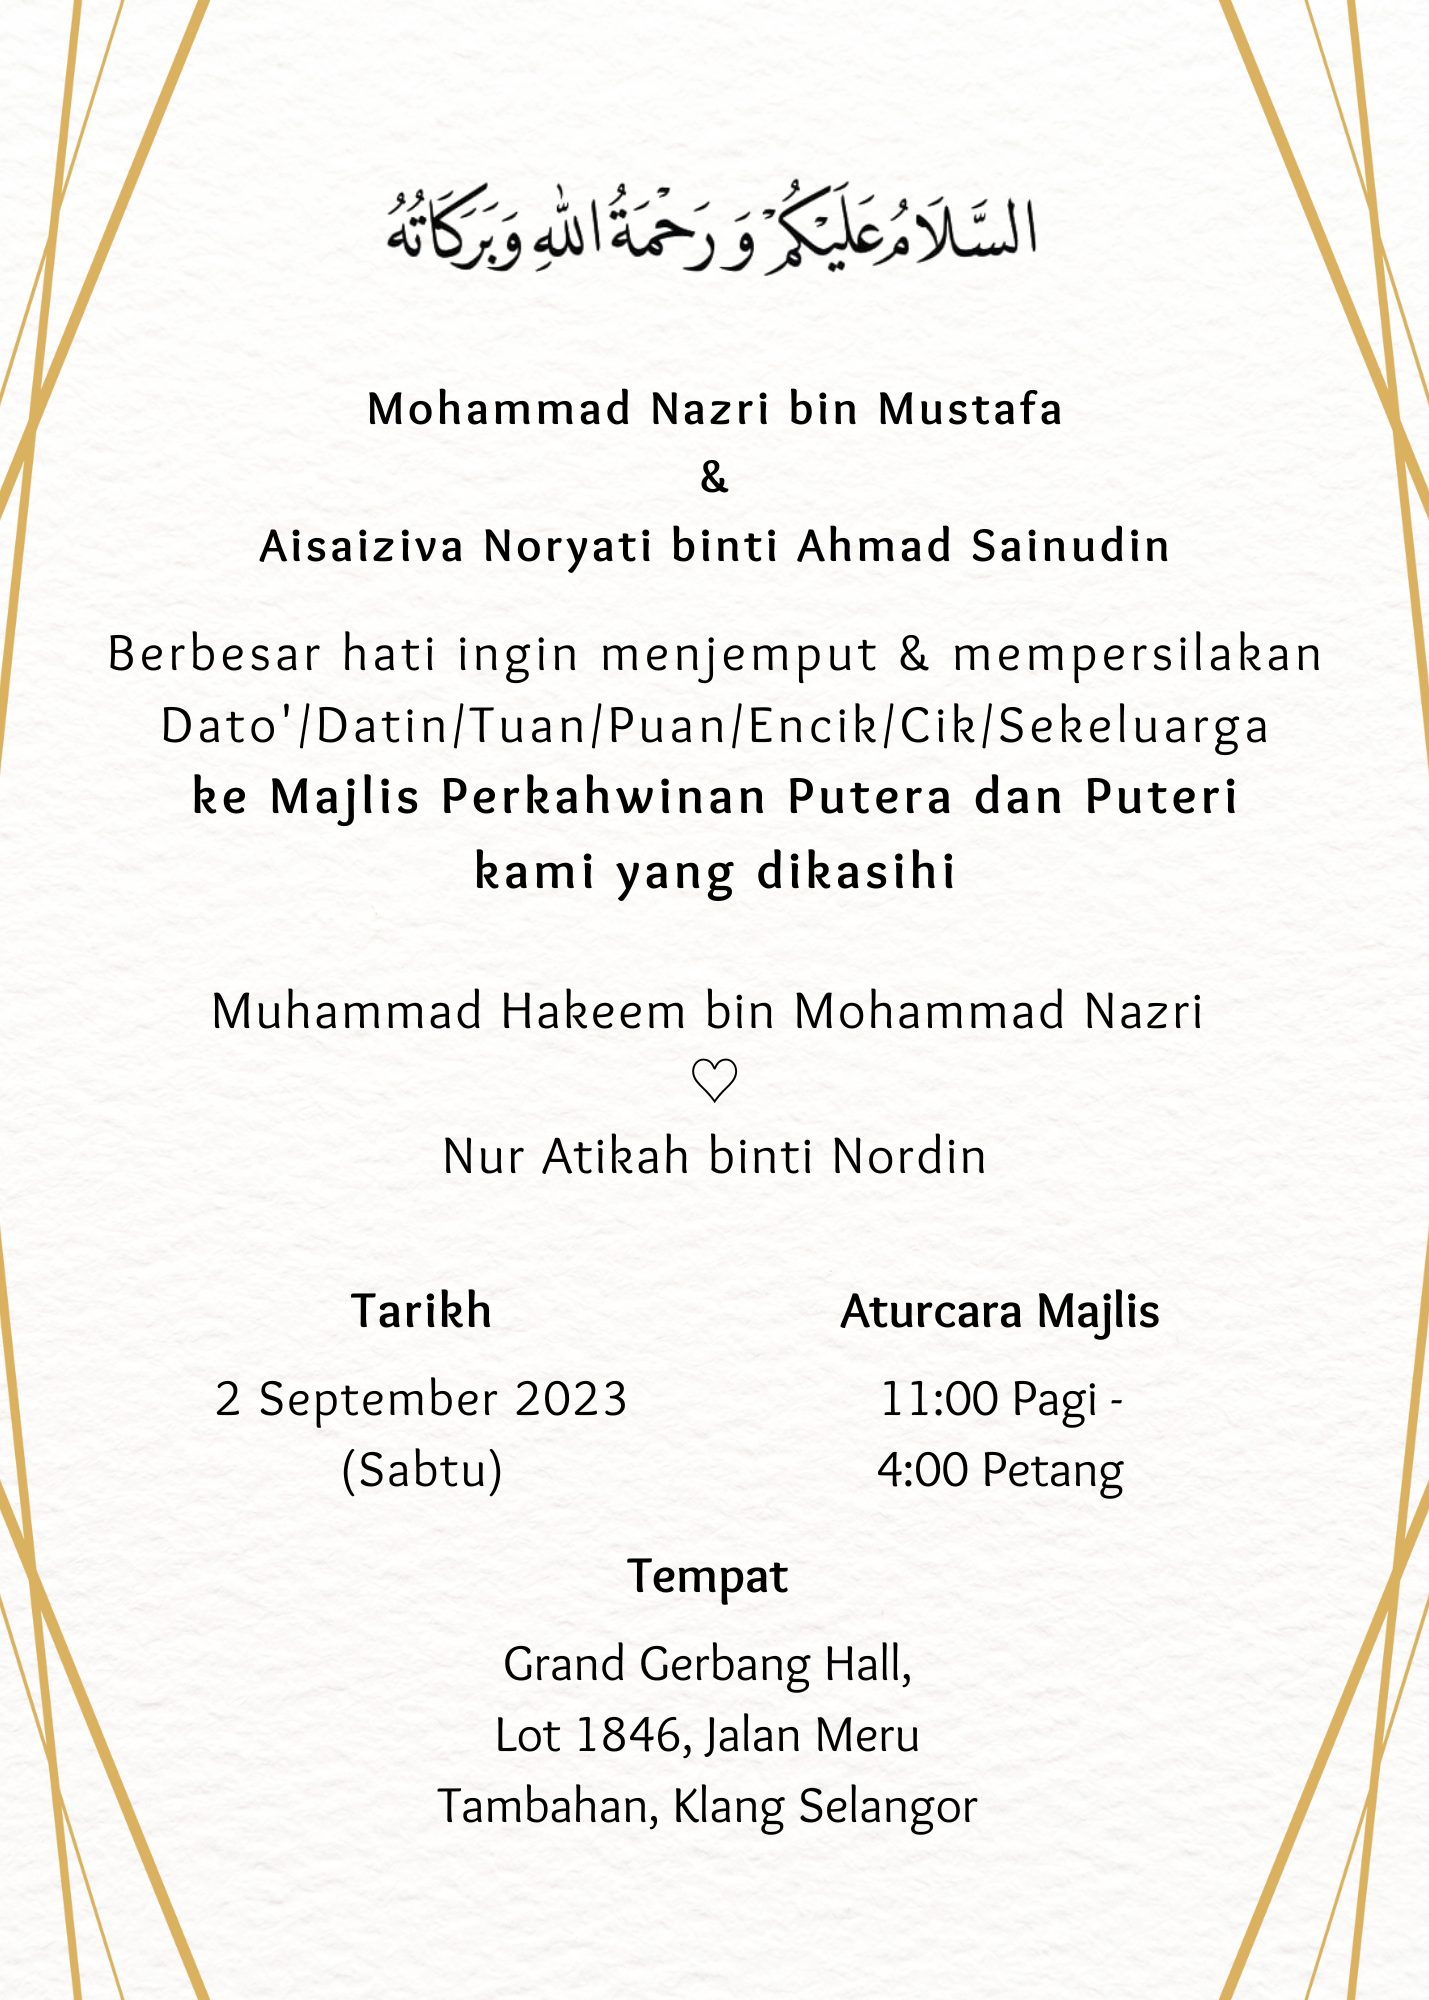 السَّلَامُ عَلَيْكُمْ وَ رَحْمَةُ اللهِ وَبَرَكَاتُهُ
Mohammad Nazri bin Mustafa
&
Aisaiziva Noryati binti Ahmad Sainudin
Berbesar hati ingin menjemput & mempersilakan
Dato'/Datin/Tuan/Puan/Encik/Cik/Sekeluarga
ke Majlis Perkahwinan Putera dan Puteri
kami yang dikasihi
Muhammad Hakeem bin Mohammad Nazri
♡
Nur Atikah binti Nordin
Tarikh
2 September 2023
(Sabtu)
Aturcara Majlis
11:00 Pagi -
4:00 Petang
Tempat
Grand Gerbang Hall,
Lot 1846, Jalan Meru
Tambahan, Klang Selangor